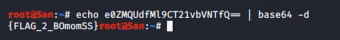 root@San:~# echo e0ZMQUdfMl9CT21vbVNTfQ== | base64 -d
{FLAG_2_BOmomSS}root@San:~#